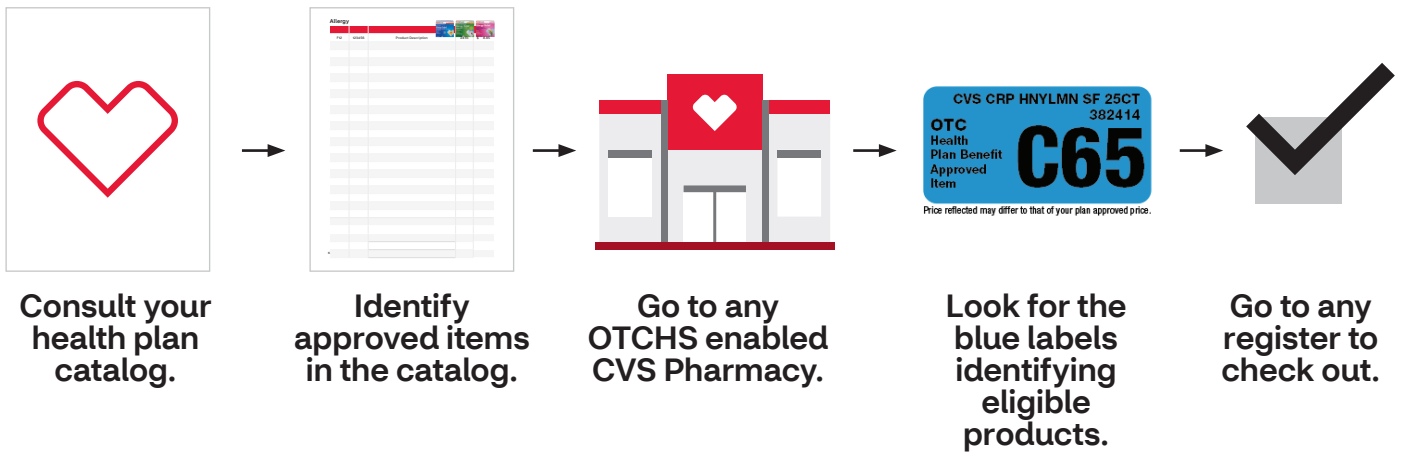 Allergy
Product Description
CVS CRP HNYLMN SF 25CT
382414
OTC
Health
Plan Benefit
Approved
Item
C65
Price reflected may differ to that of your plan approved price.
Consult your
health plan
catalog.
Identify
approved items
in the catalog.
Go to any
OTCHS enabled
CVS Pharmacy.
Look for the
blue labels
identifying
eligible
products.
Go to any
register to
check out.